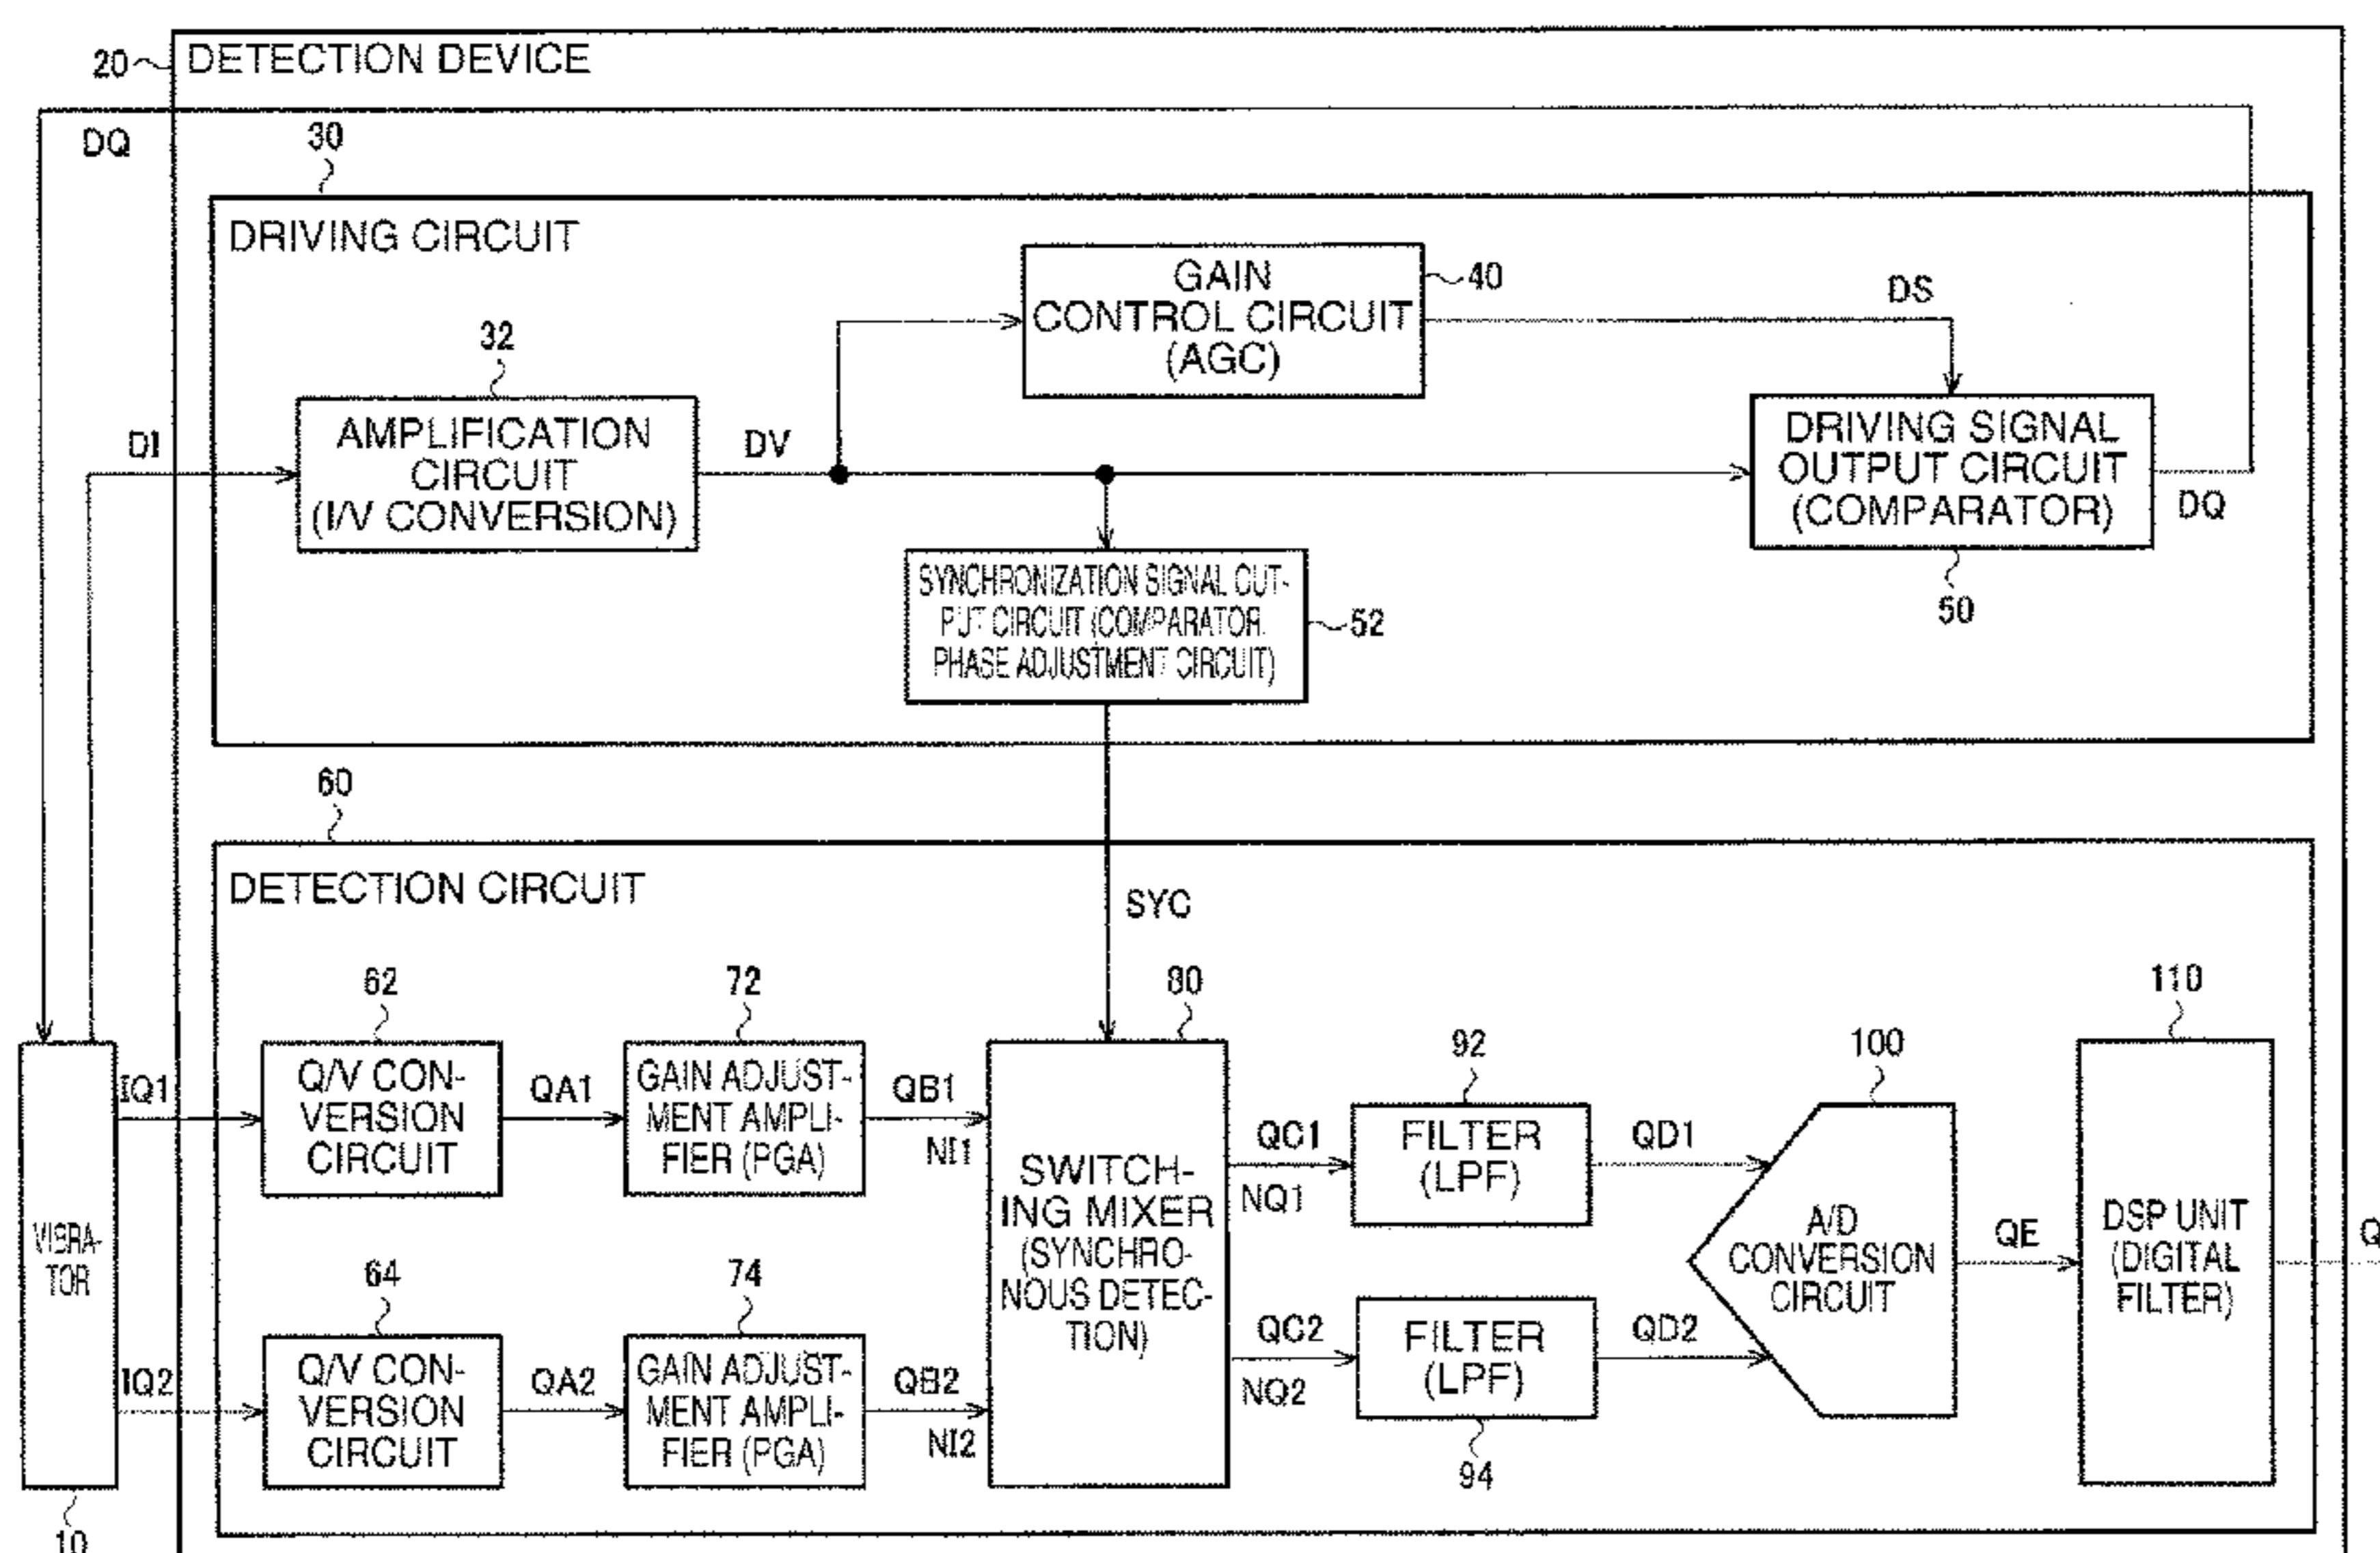 20 DETECTION DEVICE
DQ
30
DRIVING CIRCUIT
GAIN
CONTROL CIRCUIT
(AGC)
40
DS
32
AMPLIFICATION
CIRCUIT
(I/V CONVERSION)
DI
DV
DRIVING SIGNAL
OUTPUT CIRCUIT
(COMPARATOR)
DQ
50
SYNCHRONIZATION SIGNAL OUT-
PUT CIRCUIT (COMPARATOR,
PHASE ADJUSTMENT CIRCUIT)
52
60
DETECTION CIRCUIT
SYC
62
72
80
110
VIBRA-
TOR
10
IQ1
Q/V CON-
VERSION
CIRCUIT
QA1
GAIN ADJUST-
MENT AMPLI-
FIER (PGA)
QB1
NI1
SWITCH-
ING MIXER
(SYNCHRO-
NOUS DETEC-
TION)
QC1
NQ1
92
FILTER
(LPF)
QD1
100
A/D
CONVERSION
CIRCUIT
QE
DSP UNIT
(DIGITAL
FILTER)
Q
64
74
IQ2
Q/V CON-
VERSION
CIRCUIT
QA2
GAIN ADJUST-
MENT AMPLI-
FIER (PGA)
QB2
NI2
QC2
NQ2
FILTER
(LPF)
QD2
94